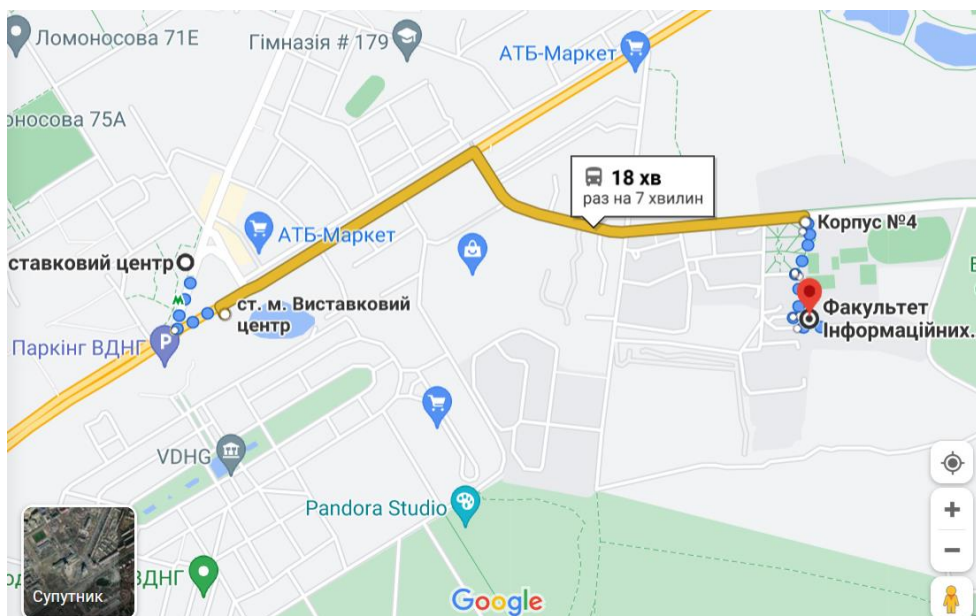 Ломоносова 71Е
Гімназія # 179
АТБ-Маркет
оносова 75А
18 хв
раз на 7 хвилин
Корпус №4
АТБ-Маркет
ставковий центр
ст. м. Виставковий
центр
Факультет
Інформаційних...
Паркінг ВДНГ
P
VDHG
Pandora Studio
ВДНГ
Супутник
Google